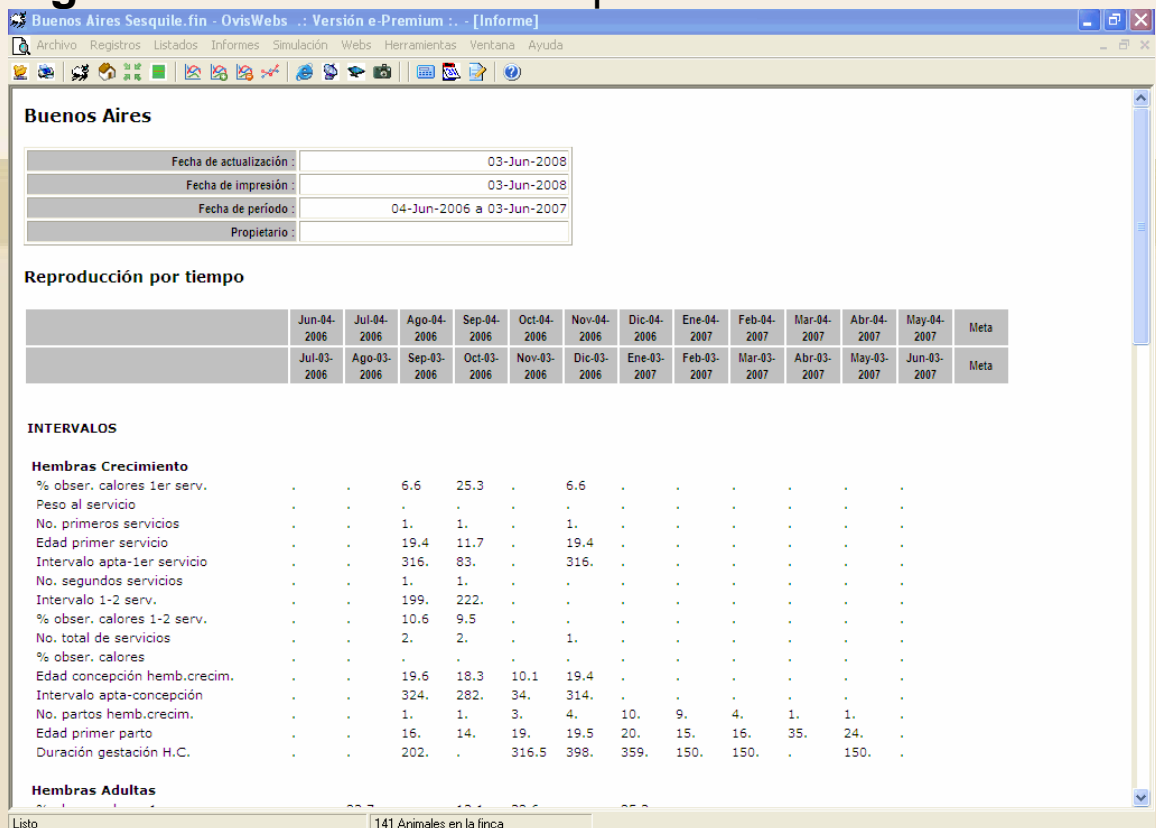 Buenos Aires Sesquile.fin - OvisWebs .: Versión e-Premium :. - [Informe]
Archivo Registros Listados Informes Simulación Webs Herramientas Ventana Ayuda
Buenos Aires
Fecha de actualización : 03-Jun-2008
Fecha de impresión : 03-Jun-2008
Fecha de período : 04-Jun-2006 a 03-Jun-2007
Propietario :
Reproducción por tiempo
Jun-04-2006 Jul-04-2006 Ago-04-2006 Sep-04-2006 Oct-04-2006 Nov-04-2006 Dic-04-2006 Ene-04-2007 Feb-04-2007 Mar-04-2007 Abr-04-2007 May-04-2007 Meta
Jul-03-2006 Ago-03-2006 Sep-03-2006 Oct-03-2006 Nov-03-2006 Dic-03-2006 Ene-03-2007 Feb-03-2007 Mar-03-2007 Abr-03-2007 May-03-2007 Jun-03-2007 Meta
INTERVALOS
Hembras Crecimiento
% obser. calores 1er serv. . . 6.6 25.3 . 6.6 . . . . . .
Peso al servicio . . . . . . . . . . . .
No. primeros servicios . . 1. 1. . 1. . . . . . .
Edad primer servicio . . 19.4 11.7 . 19.4 . . . . . .
Intervalo apta-1er servicio . . 316. 83. . 316. . . . . . .
No. segundos servicios . . 1. 1. . . . . . . . .
Intervalo 1-2 serv. . . 199. 222. . . . . . . . .
% obser. calores 1-2 serv. . . 10.6 9.5 . . . . . . . .
No. total de servicios . . 2. 2. . 1. . . . . . .
% obser. calores . . . . . . . . . . . .
Edad concepción hemb.crecim. . . 19.6 18.3 10.1 19.4 . . . . . .
Intervalo apta-concepción . . 324. 282. 34. 314. . . . . . .
No. partos hemb.crecim. . . 1. 1. 3. 4. 10. 9. 4. 1. 1. .
Edad primer parto . . 16. 14. 19. 19.5 20. 15. 16. 35. 24. .
Duración gestación H.C. . . 202. . 316.5 398. 359. 150. 150. . 150. .
Hembras Adultas
Listo 141 Animales en la finca